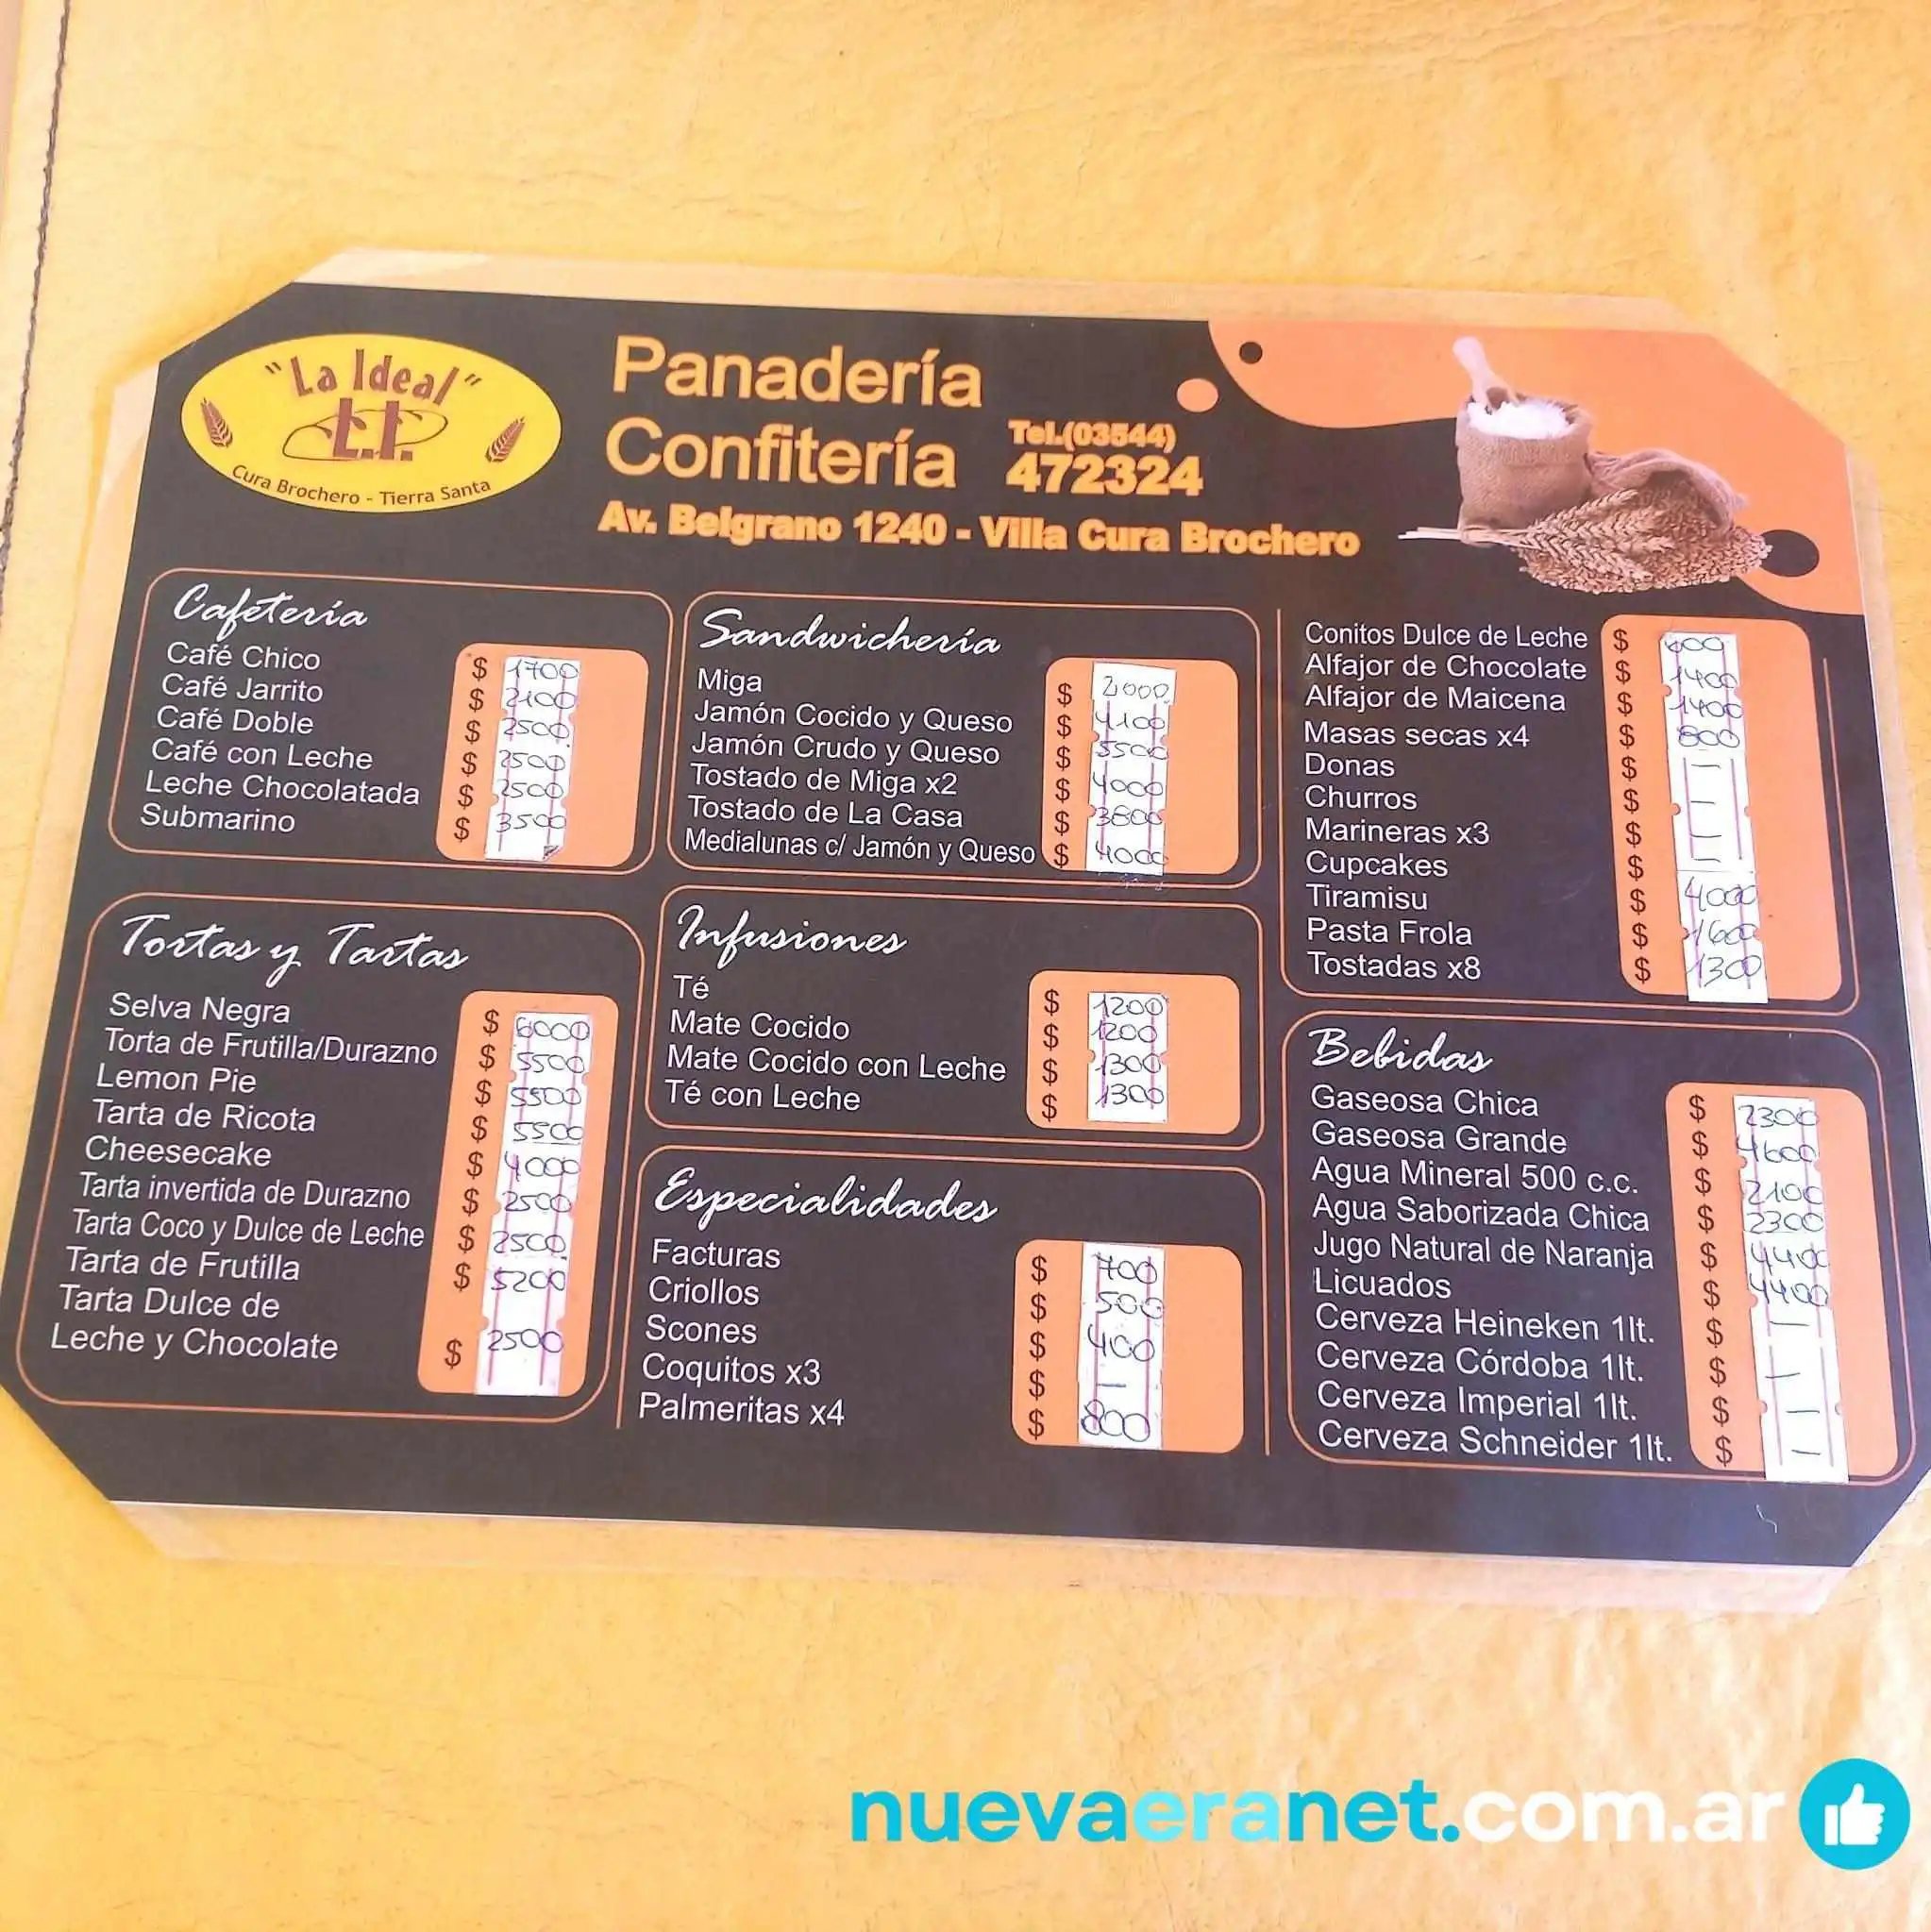 "La Ideal"
L.I.
Cura Brochero - Tierra Santa
Panadería
Confitería
Tel.(03544)
472324
Av. Belgrano 1240 - Villa Cura Brochero
Cafetería
Café Chico $ 1700
Café Jarrito $ 2100
Café Doble $ 2500
Café con Leche $ 2500
Leche Chocolatada $ 2500
Submarino $ 3500
Tortas y Tartas
Selva Negra $ 6000
Torta de Frutilla/Durazno $ 5500
Lemon Pie $ 5500
Tarta de Ricota $ 5500
Cheesecake $ 4000
Tarta invertida de Durazno $ 2500
Tarta Coco y Dulce de Leche $ 2500
Tarta de Frutilla $ 5200
Tarta Dulce de
Leche y Chocolate $ 2500
Sandwichería
Miga $ 2000
Jamón Cocido y Queso $ 4100
Jamón Crudo y Queso $ 5500
Tostado de Miga x2 $ 4000
Tostado de La Casa $
Medialunas c/ Jamón y Queso $ 4000
Infusiones
Té $ 1200
Mate Cocido $ 1200
Mate Cocido con Leche $ 1300
Té con Leche $ 1300
Especialidades
Facturas $ 700
Criollos $ 500
Scones $ 400
Coquitos x3 $ -
Palmeritas x4 $ 800
Conitos Dulce de Leche $
Alfajor de Chocolate $ 1400
Alfajor de Maicena $ 1400
Masas secas x4 $ 800
Donas $ -
Churros $ -
Marineras x3 $ -
Cupcakes $ -
Tiramisu $ 4000
Pasta Frola $ 1600
Tostadas x8 $ 1300
Bebidas
Gaseosa Chica $ 2300
Gaseosa Grande $ 4600
Agua Mineral 500 c.c. $ 2100
Agua Saborizada Chica $ 2300
Jugo Natural de Naranja $ 4400
Licuados $ 4400
Cerveza Heineken 1lt. $ -
Cerveza Córdoba 1lt. $ -
Cerveza Imperial 1lt. $ -
Cerveza Schneider 1lt. $ -
nuevaeranet.com.ar